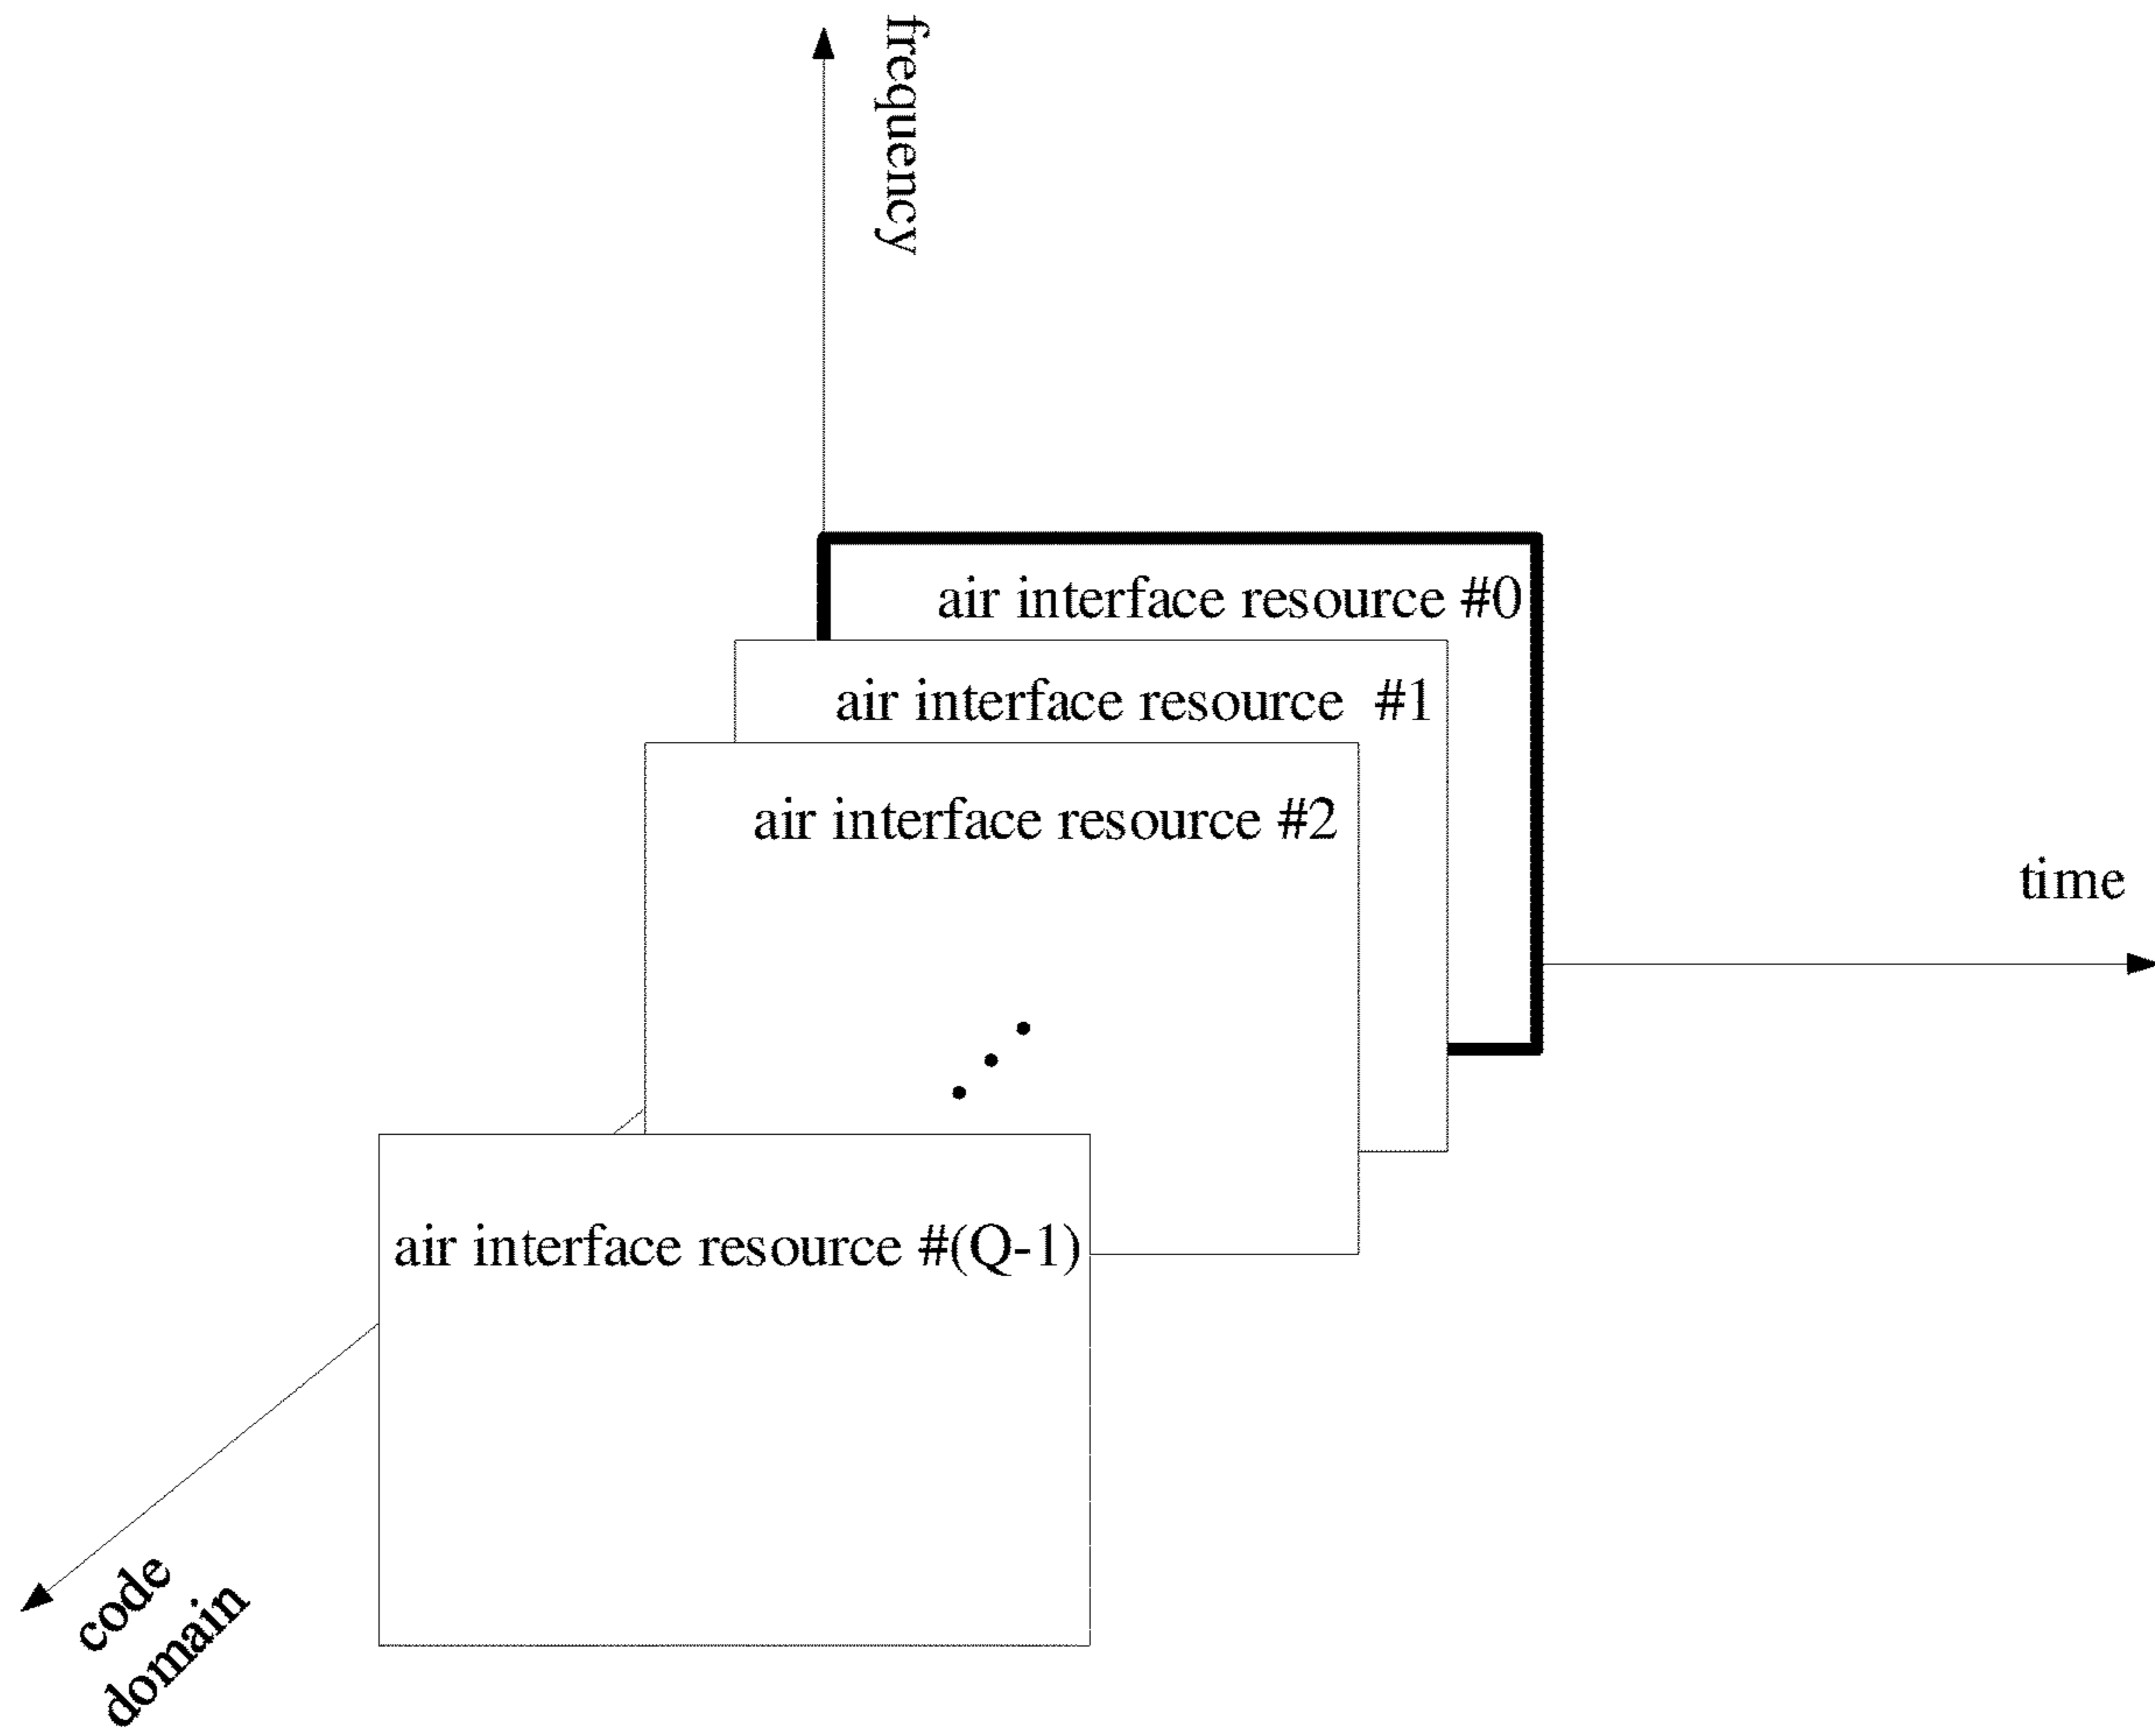 frequency
air interface resource #0
air interface resource #1
air interface resource #2
time
air interface resource #(Q-1)
code
domain